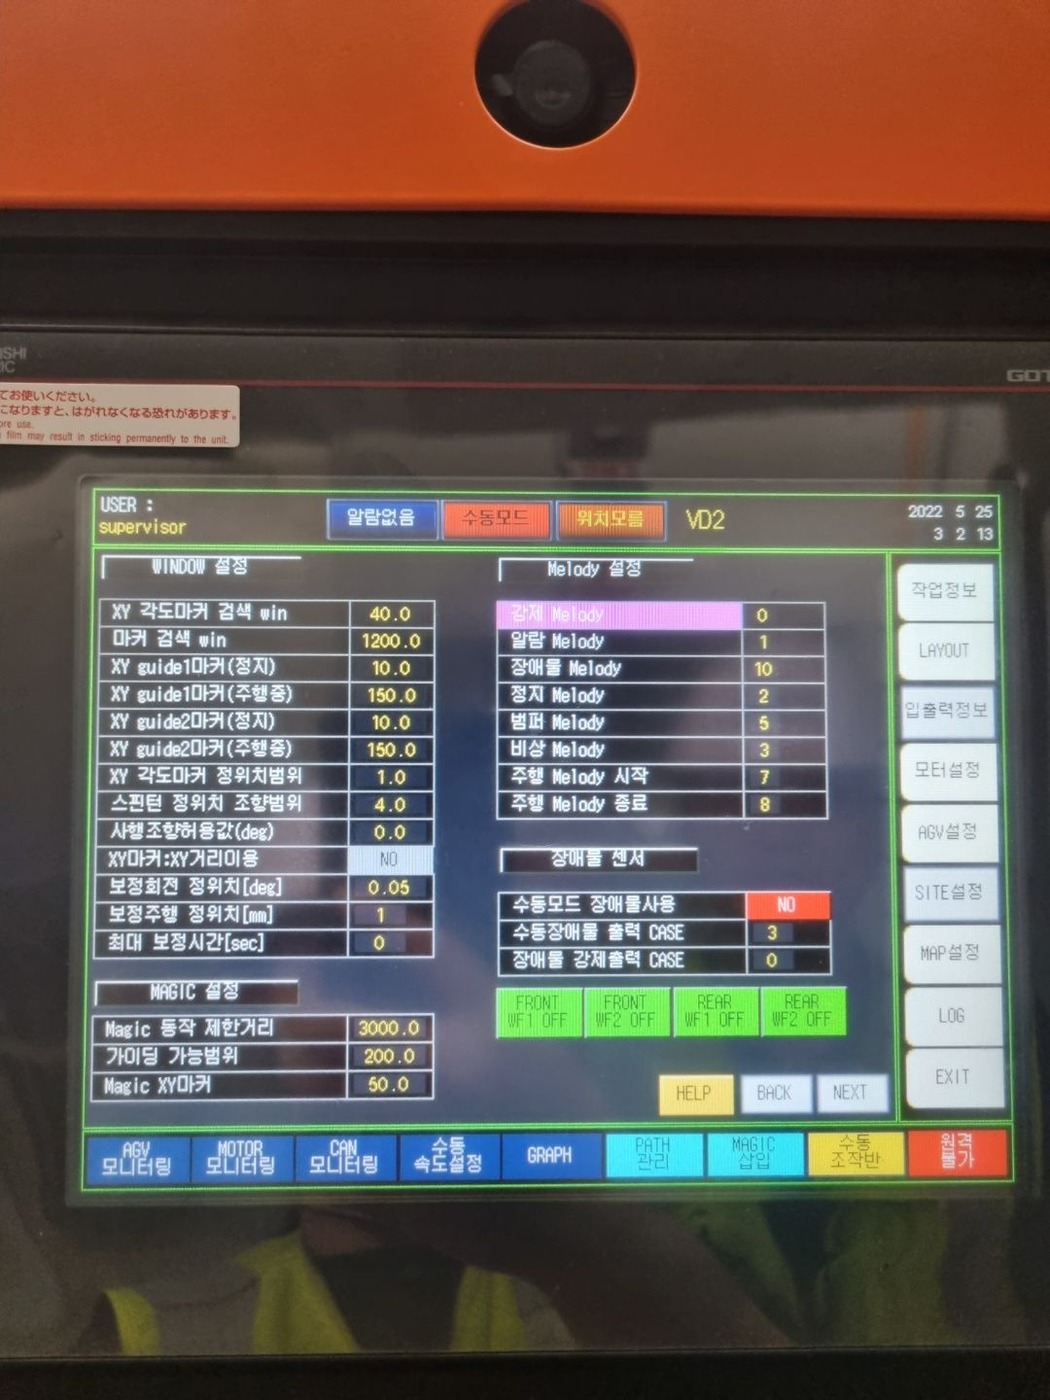 ISHI
IC
GOT
てお使いください。
になりますと、はがれなくなる恐れがあります。
ore use.
film may result in sticking permanently to the unit.
USER :
supervisor
알람없음
수동모드
위치모름
VD2
2022 5 25
3 2 13
WINDOW 설정
XY 각도마커 검색 win 40.0
마커 검색 win 1200.0
XY guide1마커(정지) 10.0
XY guide1마커(주행중) 150.0
XY guide2마커(정지) 10.0
XY guide2마커(주행중) 150.0
XY 각도마커 정위치범위 1.0
스핀턴 정위치 조향범위 4.0
사행조향허용값(deg) 0.0
XY마커:XY거리이용 NO
보정회전 정위치[deg] 0.05
보정주행 정위치[mm] 1
최대 보정시간[sec] 0
MAGIC 설정
Magic 동작 제한거리 3000.0
가이딩 가능범위 200.0
Magic XY마커 50.0
Melody 설정
강제 Melody 0
알람 Melody 1
장애물 Melody 10
정지 Melody 2
범퍼 Melody 5
비상 Melody 3
주행 Melody 시작 7
주행 Melody 종료 8
장애물 센서
수동모드 장애물사용 NO
수동장애물 출력 CASE 3
장애물 강제출력 CASE 0
FRONT
WF1 OFF
FRONT
WF2 OFF
REAR
WF1 OFF
REAR
WF2 OFF
HELP
BACK
NEXT
작업정보
LAYOUT
입출력정보
모터설정
AGV설정
SITE설정
MAP설정
LOG
EXIT
AGV
모니터링
MOTOR
모니터링
CAN
모니터링
수동
속도설정
GRAPH
PATH
관리
MAGIC
삽입
수동
조작반
원격
불가